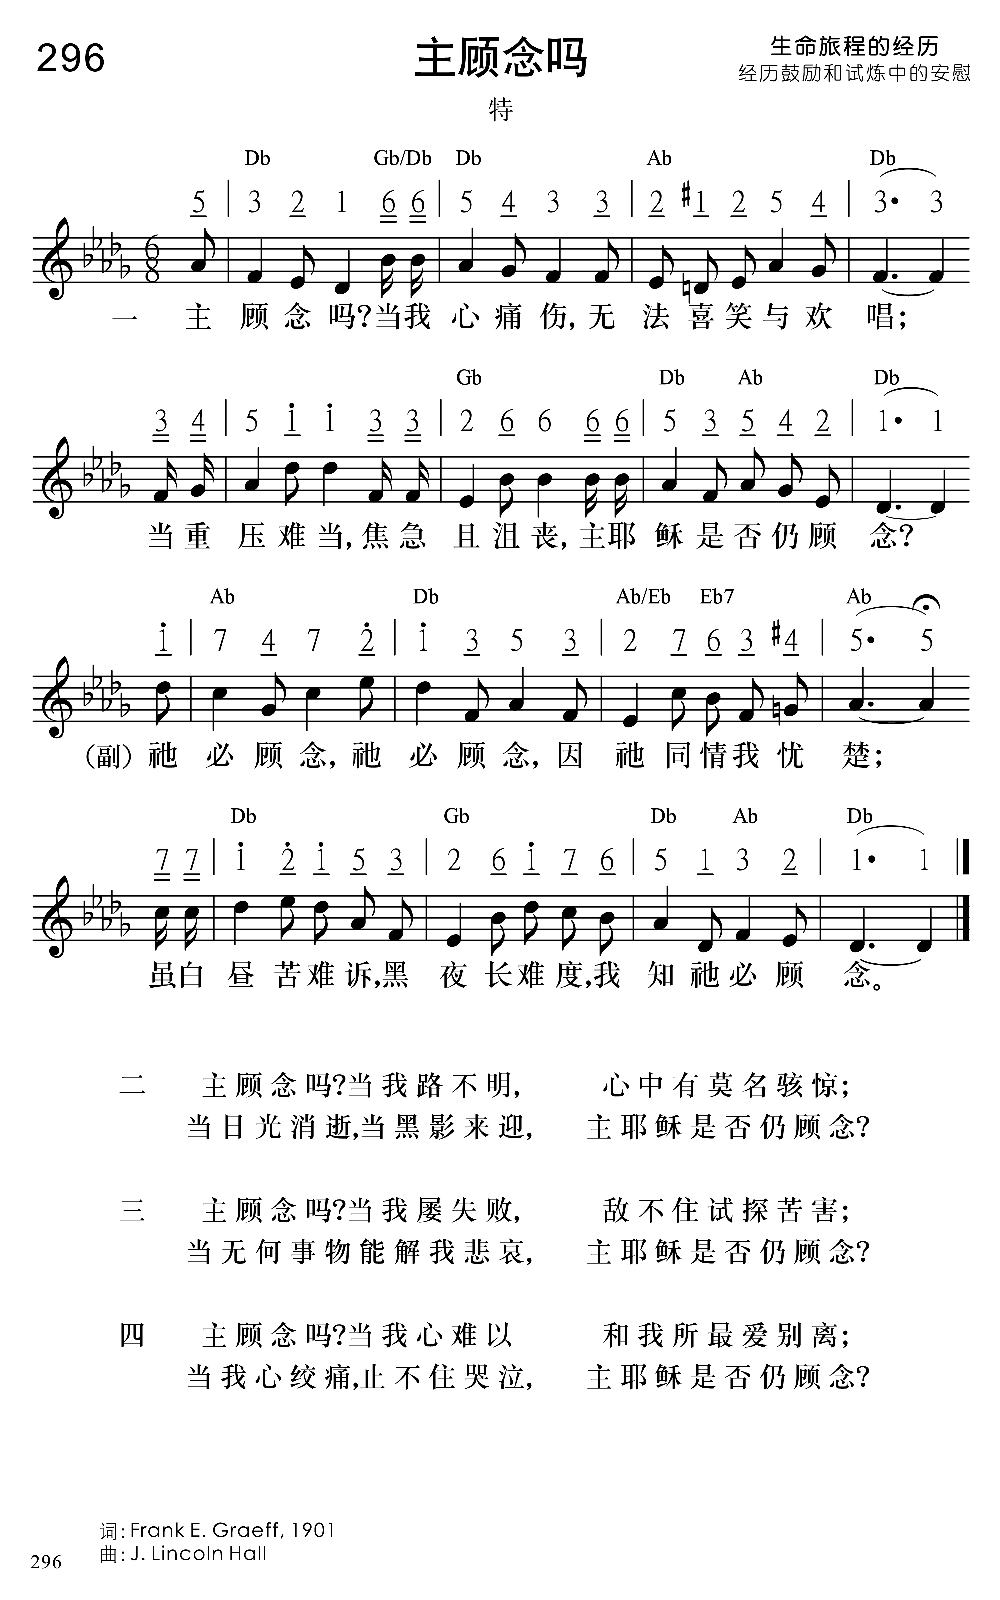 296
主顾念吗
生命旅程的经历
经历鼓励和试炼中的安慰
特
Db Gb/Db Db Ab Db
5 | 3 2 1 6 6 | 5 4 3 3 | 2 #1 2 5 4 | 3· 3
一 主 顾 念 吗?当我 心 痛 伤, 无 法 喜 笑 与 欢 唱;
Gb Db Ab Db
3 4 | 5 1 1 3 3 | 2 6 6 6 6 | 5 3 5 4 2 | 1· 1
当 重 压 难 当, 焦 急 且 沮 丧, 主耶 稣 是 否 仍 顾 念?
Ab Db Ab/Eb Eb7 Ab
1 | 7 4 7 2 | 1 3 5 3 | 2 7 6 3 #4 | 5· 5
(副) 祂 必 顾 念, 祂 必 顾 念, 因 祂 同 情 我 忧 楚;
Db Gb Db Ab Db
7 7 | 1 2 1 5 3 | 2 6 1 7 6 | 5 1 3 2 | 1· 1
虽白 昼 苦 难 诉,黑 夜 长 难 度,我 知 祂 必 顾 念。
二 主顾念吗?当我路不明, 心中有莫名骇惊;
当日光消逝,当黑影来迎, 主耶稣是否仍顾念?
三 主顾念吗?当我屡失败, 敌不住试探苦害;
当无何事物能解我悲哀, 主耶稣是否仍顾念?
四 主顾念吗?当我心难以 和我所最爱别离;
当我心绞痛,止不住哭泣, 主耶稣是否仍顾念?
词: Frank E. Graeff, 1901
曲: J. Lincoln Hall
296